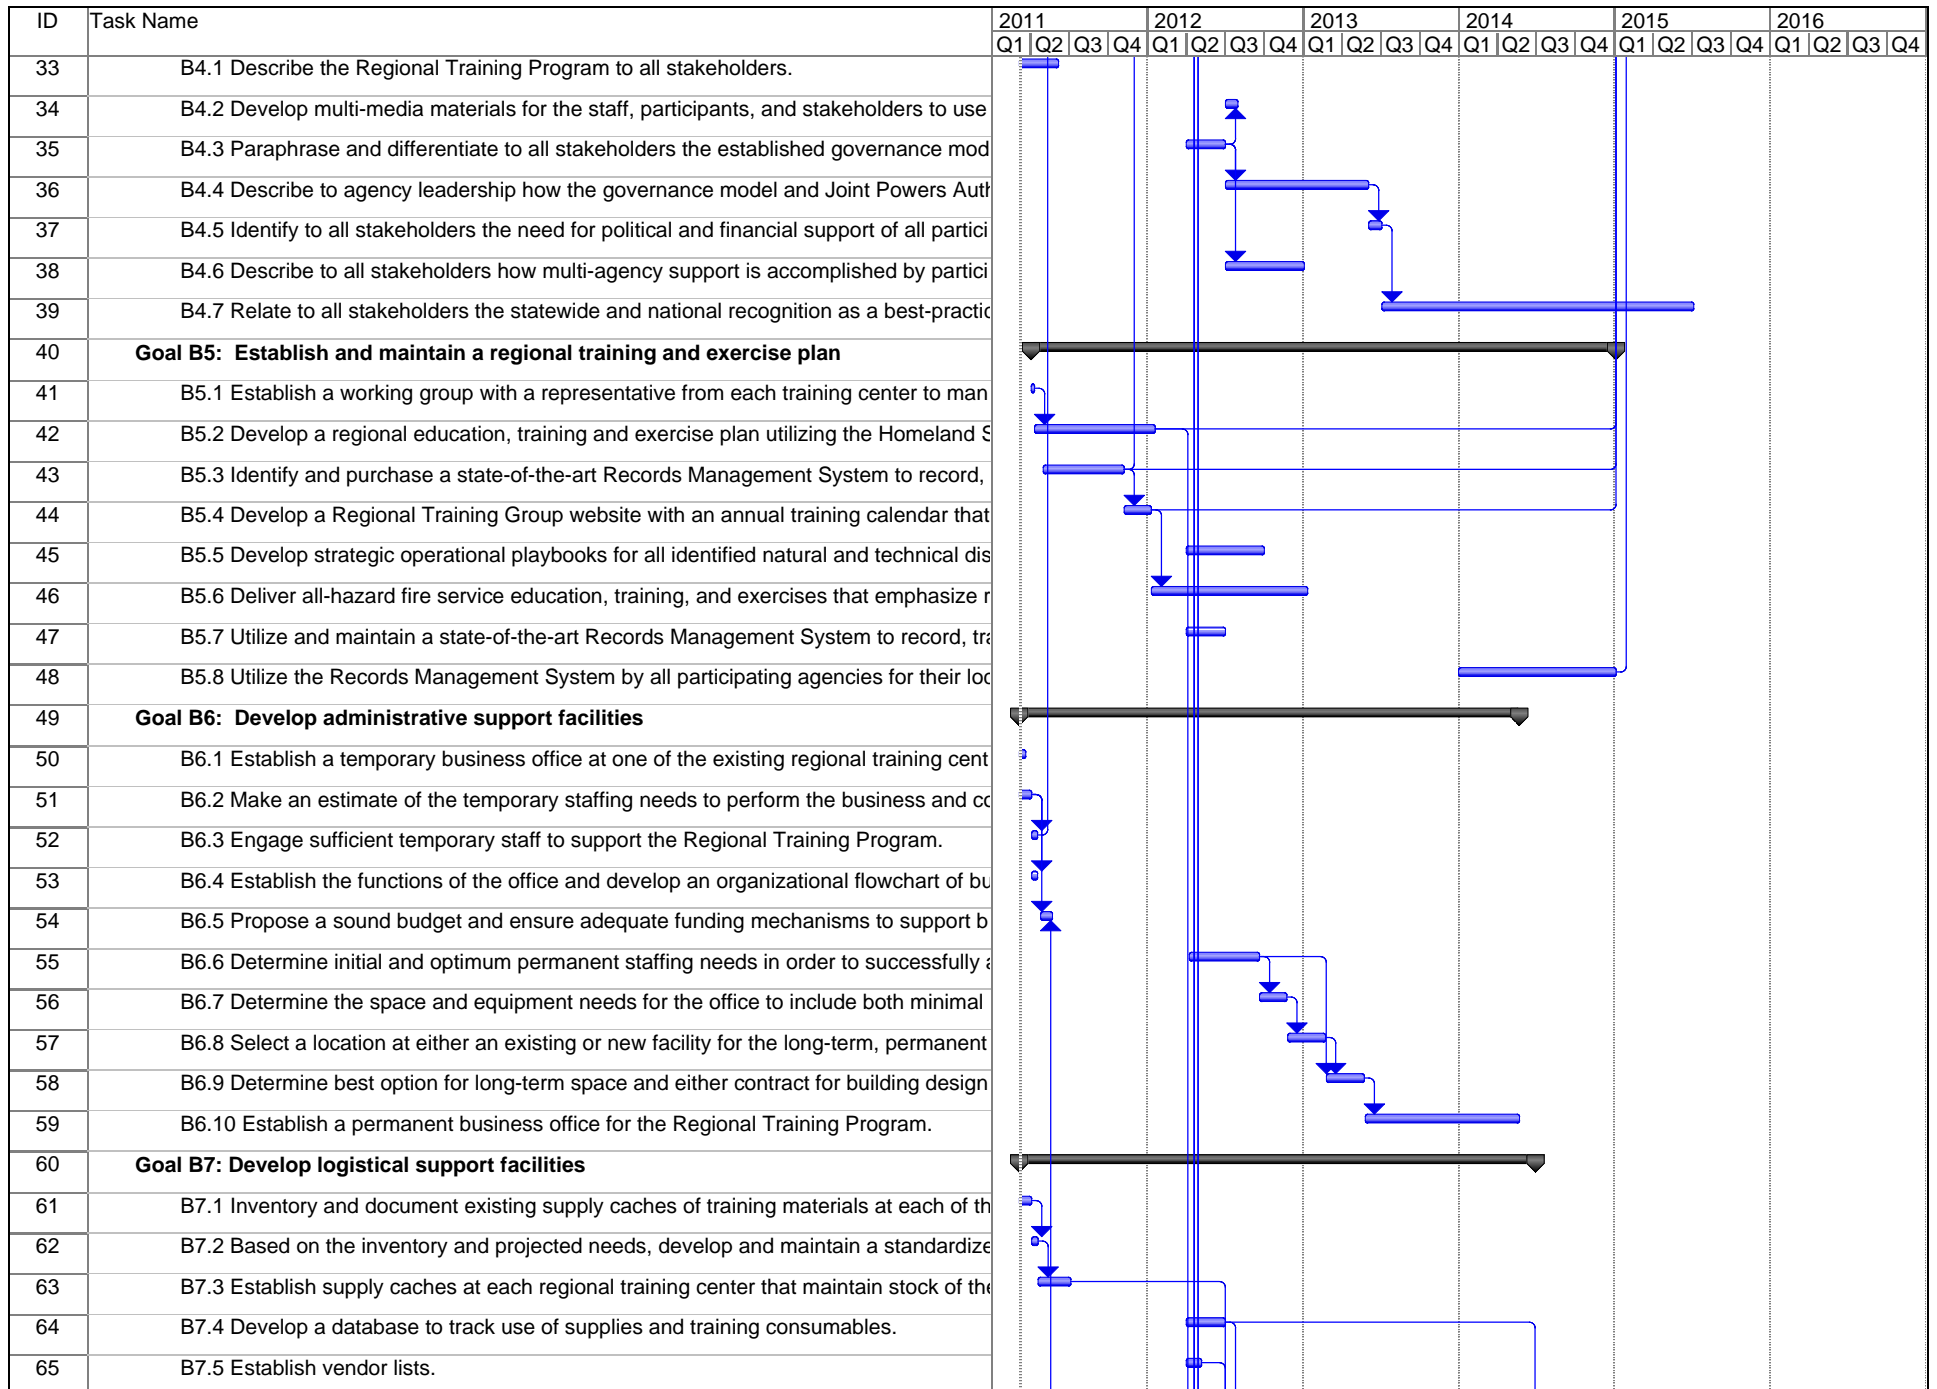 ID Task Name 2011 2012 2013 2014 2015 2016
Q1 Q2 Q3 Q4 Q1 Q2 Q3 Q4 Q1 Q2 Q3 Q4 Q1 Q2 Q3 Q4 Q1 Q2 Q3 Q4 Q1 Q2 Q3 Q4
33 B4.1 Describe the Regional Training Program to all stakeholders.
34 B4.2 Develop multi-media materials for the staff, participants, and stakeholders to use
35 B4.3 Paraphrase and differentiate to all stakeholders the established governance mod
36 B4.4 Describe to agency leadership how the governance model and Joint Powers Auth
37 B4.5 Identify to all stakeholders the need for political and financial support of all partici
38 B4.6 Describe to all stakeholders how multi-agency support is accomplished by partici
39 B4.7 Relate to all stakeholders the statewide and national recognition as a best-practic
40 Goal B5: Establish and maintain a regional training and exercise plan
41 B5.1 Establish a working group with a representative from each training center to man
42 B5.2 Develop a regional education, training and exercise plan utilizing the Homeland S
43 B5.3 Identify and purchase a state-of-the-art Records Management System to record,
44 B5.4 Develop a Regional Training Group website with an annual training calendar that
45 B5.5 Develop strategic operational playbooks for all identified natural and technical dis
46 B5.6 Deliver all-hazard fire service education, training, and exercises that emphasize r
47 B5.7 Utilize and maintain a state-of-the-art Records Management System to record, tra
48 B5.8 Utilize the Records Management System by all participating agencies for their loc
49 Goal B6: Develop administrative support facilities
50 B6.1 Establish a temporary business office at one of the existing regional training cent
51 B6.2 Make an estimate of the temporary staffing needs to perform the business and co
52 B6.3 Engage sufficient temporary staff to support the Regional Training Program.
53 B6.4 Establish the functions of the office and develop an organizational flowchart of bu
54 B6.5 Propose a sound budget and ensure adequate funding mechanisms to support b
55 B6.6 Determine initial and optimum permanent staffing needs in order to successfully a
56 B6.7 Determine the space and equipment needs for the office to include both minimal
57 B6.8 Select a location at either an existing or new facility for the long-term, permanent
58 B6.9 Determine best option for long-term space and either contract for building design
59 B6.10 Establish a permanent business office for the Regional Training Program.
60 Goal B7: Develop logistical support facilities
61 B7.1 Inventory and document existing supply caches of training materials at each of th
62 B7.2 Based on the inventory and projected needs, develop and maintain a standardize
63 B7.3 Establish supply caches at each regional training center that maintain stock of the
64 B7.4 Develop a database to track use of supplies and training consumables.
65 B7.5 Establish vendor lists.